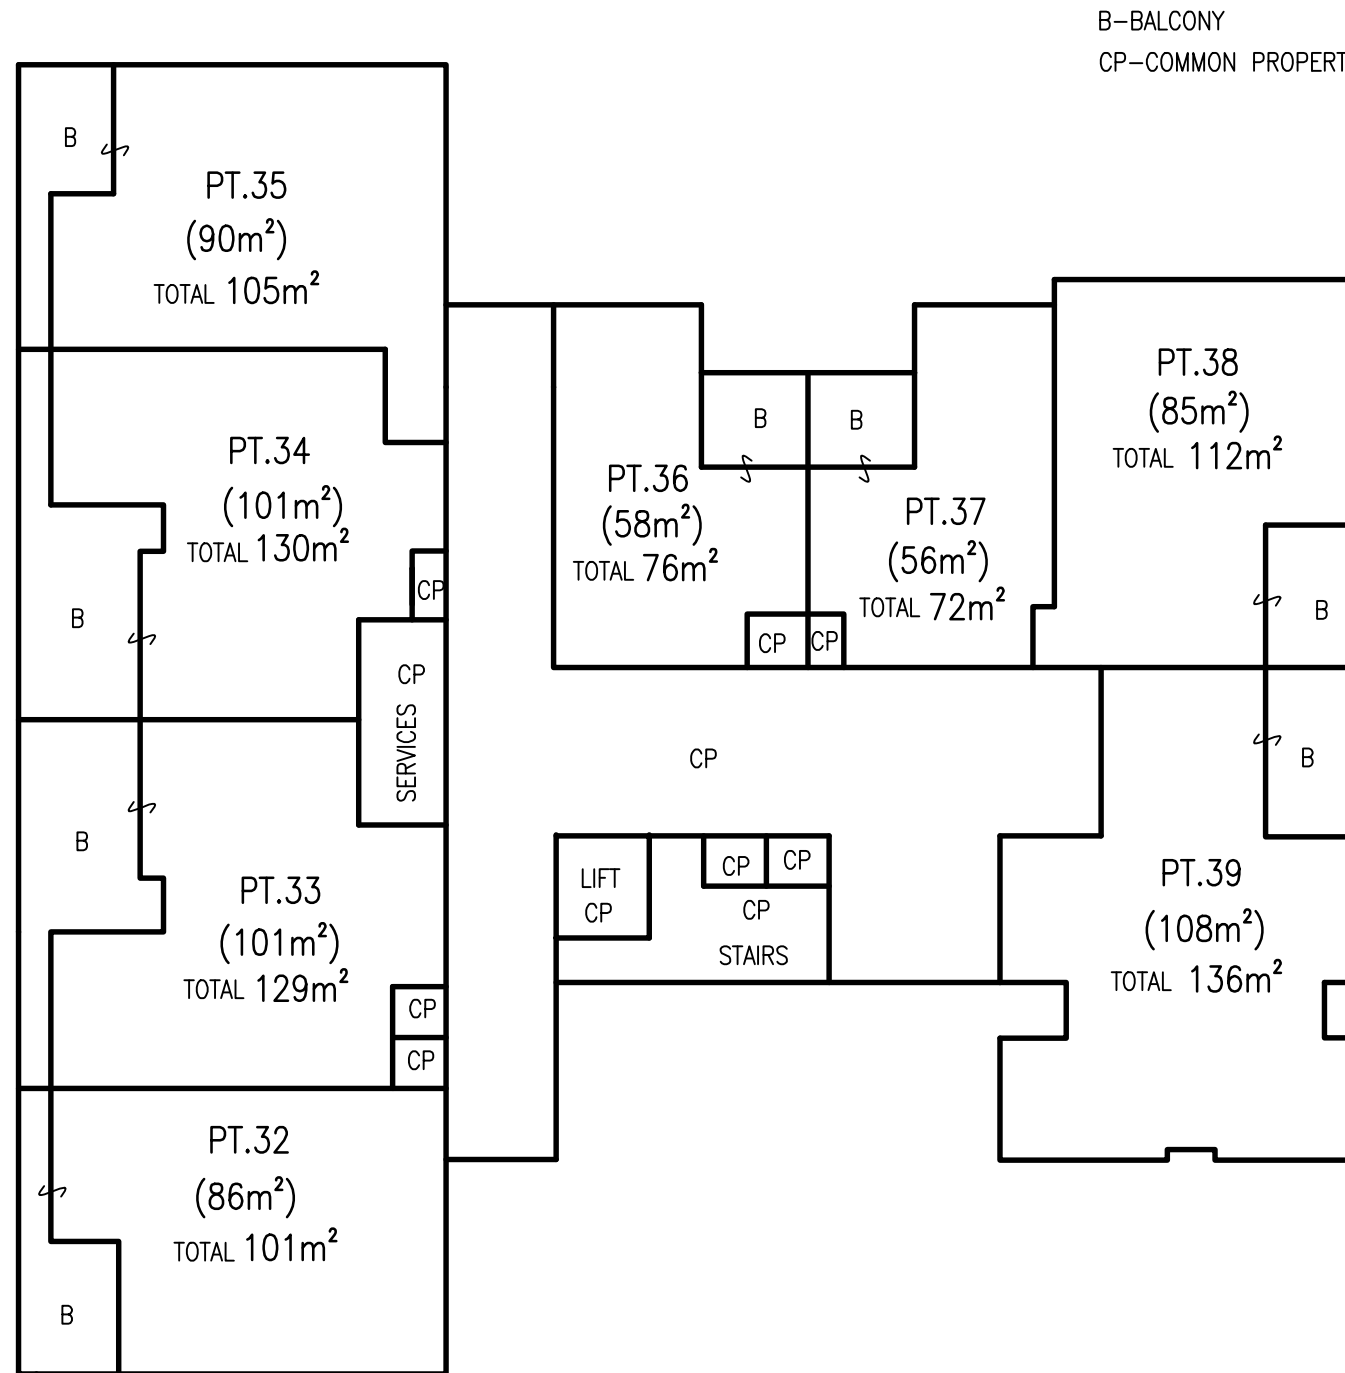 B-BALCONY
CP-COMMON PROPERT
B
PT.35
(90m²)
TOTAL 105m²
PT.34
(101m²)
TOTAL 130m²
B
CP
CP
SERVICES
B
PT.33
(101m²)
TOTAL 129m²
CP
CP
PT.32
(86m²)
TOTAL 101m²
B
B
B
PT.36
(58m²)
TOTAL 76m²
PT.37
(56m²)
TOTAL 72m²
CP
CP
PT.38
(85m²)
TOTAL 112m²
B
CP
B
LIFT
CP
CP
CP
CP
STAIRS
PT.39
(108m²)
TOTAL 136m²